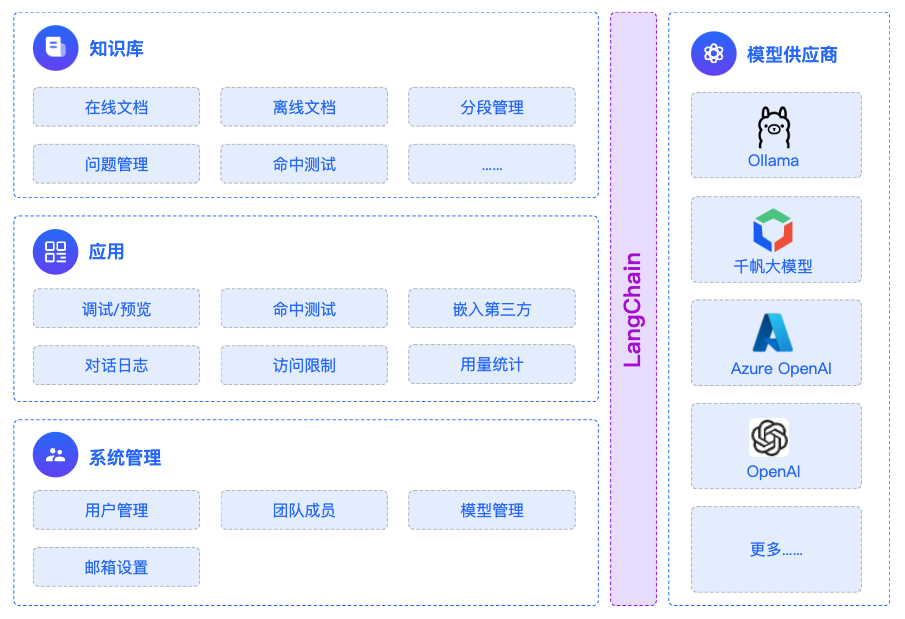 知识库
在线文档
离线文档
分段管理
问题管理
命中测试
......
应用
调试/预览
命中测试
嵌入第三方
对话日志
访问限制
用量统计
系统管理
用户管理
团队成员
模型管理
邮箱设置
LangChain
模型供应商
Ollama
千帆大模型
Azure OpenAI
OpenAI
更多......